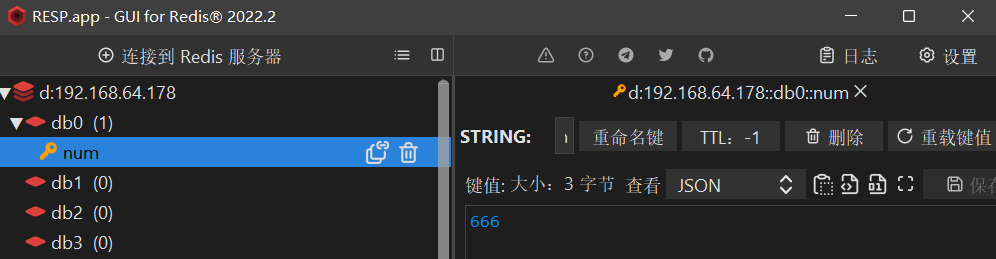 RESP.app - GUI for Redis® 2022.2
连接到 Redis 服务器
日志
设置
d:192.168.64.178
d:192.168.64.178::db0::num
db0 (1)
STRING:
重命名键
TTL：-1
删除
重载键值
num
db1 (0)
键值: 大小：3 字节
查看
JSON
保存
db2 (0)
666
db3 (0)